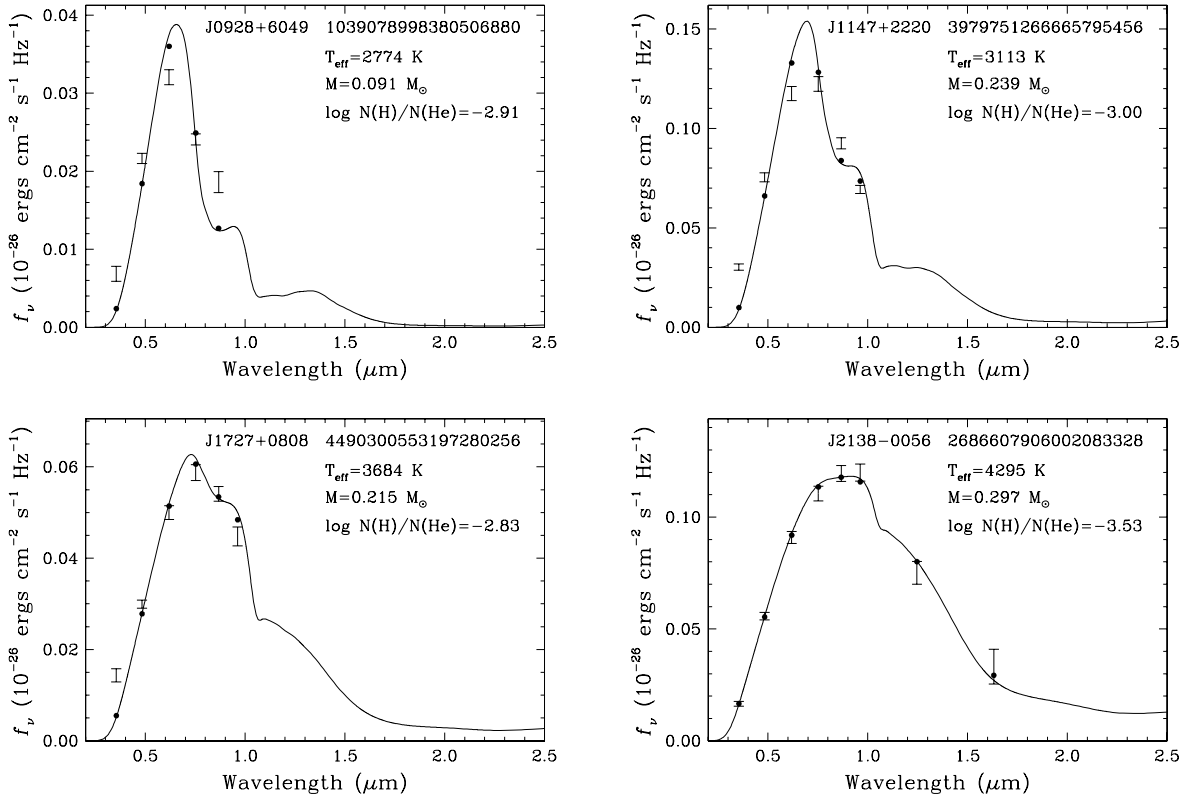 J0928+6049 1039078998380506880
T_eff=2774 K
M=0.091 M_⊙
log N(H)/N(He)=−2.91
f_ν (10⁻²⁶ ergs cm⁻² s⁻¹ Hz⁻¹)
0.04
0.03
0.02
0.01
0.00
0.5 1.0 1.5 2.0 2.5
Wavelength (μm)
J1147+2220 3979751266665795456
T_eff=3113 K
M=0.239 M_⊙
log N(H)/N(He)=−3.00
f_ν (10⁻²⁶ ergs cm⁻² s⁻¹ Hz⁻¹)
0.15
0.10
0.05
0.00
0.5 1.0 1.5 2.0 2.5
Wavelength (μm)
J1727+0808 4490300553197280256
T_eff=3684 K
M=0.215 M_⊙
log N(H)/N(He)=−2.83
f_ν (10⁻²⁶ ergs cm⁻² s⁻¹ Hz⁻¹)
0.06
0.04
0.02
0.00
0.5 1.0 1.5 2.0 2.5
Wavelength (μm)
J2138−0056 2686607906002083328
T_eff=4295 K
M=0.297 M_⊙
log N(H)/N(He)=−3.53
f_ν (10⁻²⁶ ergs cm⁻² s⁻¹ Hz⁻¹)
0.10
0.05
0.00
0.5 1.0 1.5 2.0 2.5
Wavelength (μm)